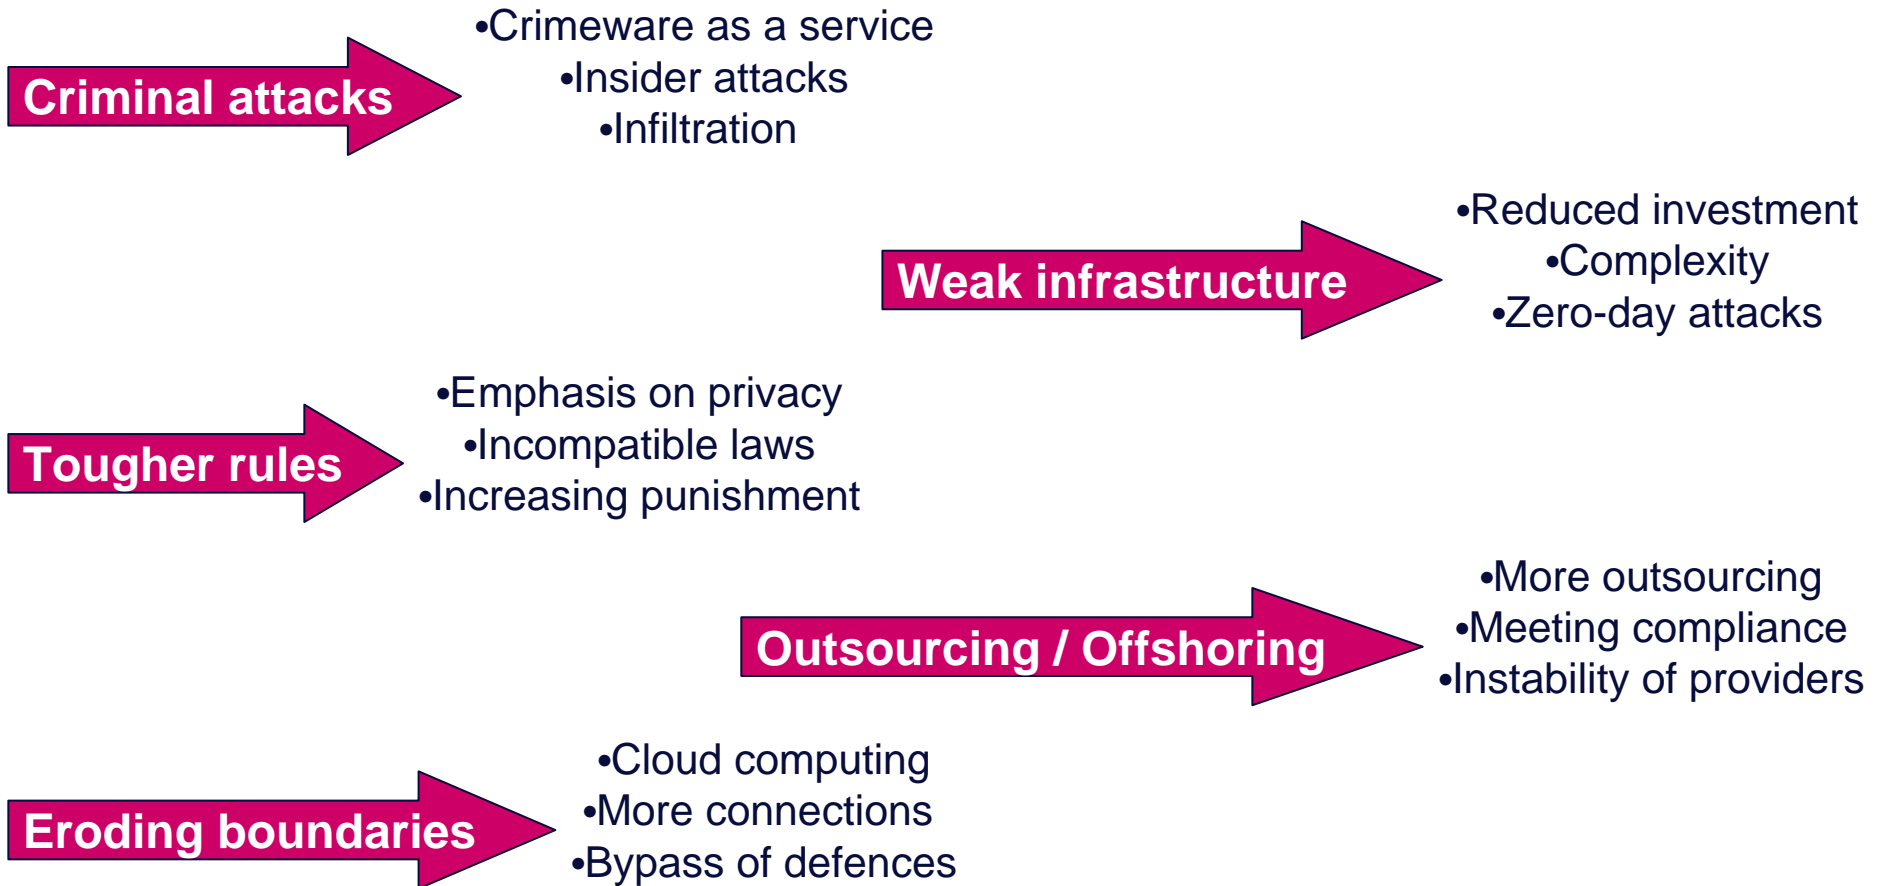 Criminal attacks
•Crimeware as a service
•Insider attacks
•Infiltration
Weak infrastructure
•Reduced investment
•Complexity
•Zero-day attacks
Tougher rules
•Emphasis on privacy
•Incompatible laws
•Increasing punishment
Outsourcing / Offshoring
•More outsourcing
•Meeting compliance
•Instability of providers
Eroding boundaries
•Cloud computing
•More connections
•Bypass of defences